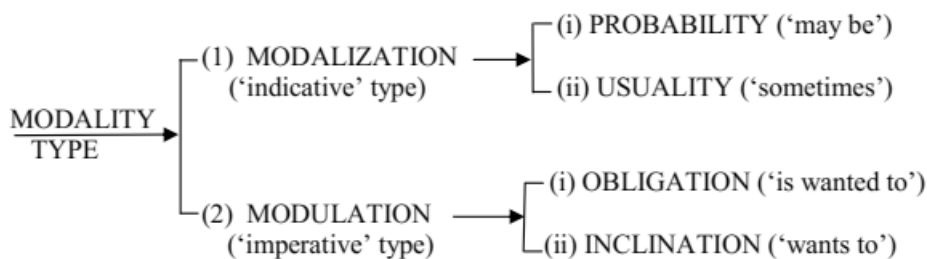 MODALITY
TYPE
(1) MODALIZATION
(‘indicative’ type)
(i) PROBABILITY (‘may be’)
(ii) USUALITY (‘sometimes’)
(2) MODULATION
(‘imperative’ type)
(i) OBLIGATION (‘is wanted to’)
(ii) INCLINATION (‘wants to’)